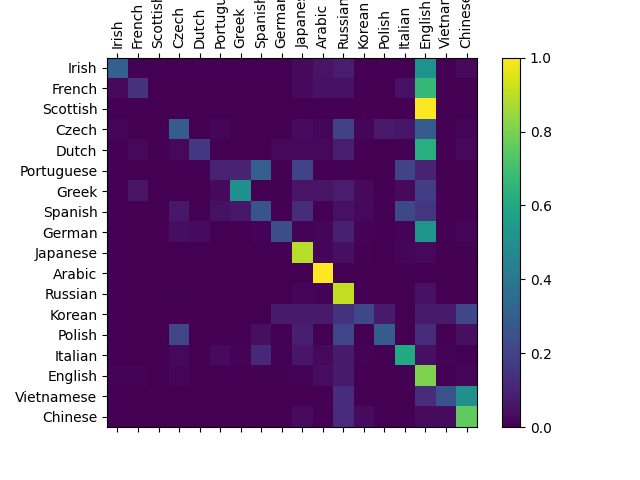 Irish
French
Scottish
Czech
Dutch
Portugu
Greek
Spanish
German
Japanes
Arabic
Russian
Korean
Polish
Italian
English
Vietnam
Chinese
Irish
French
Scottish
Czech
Dutch
Portuguese
Greek
Spanish
German
Japanese
Arabic
Russian
Korean
Polish
Italian
English
Vietnamese
Chinese
1.0
0.8
0.6
0.4
0.2
0.0